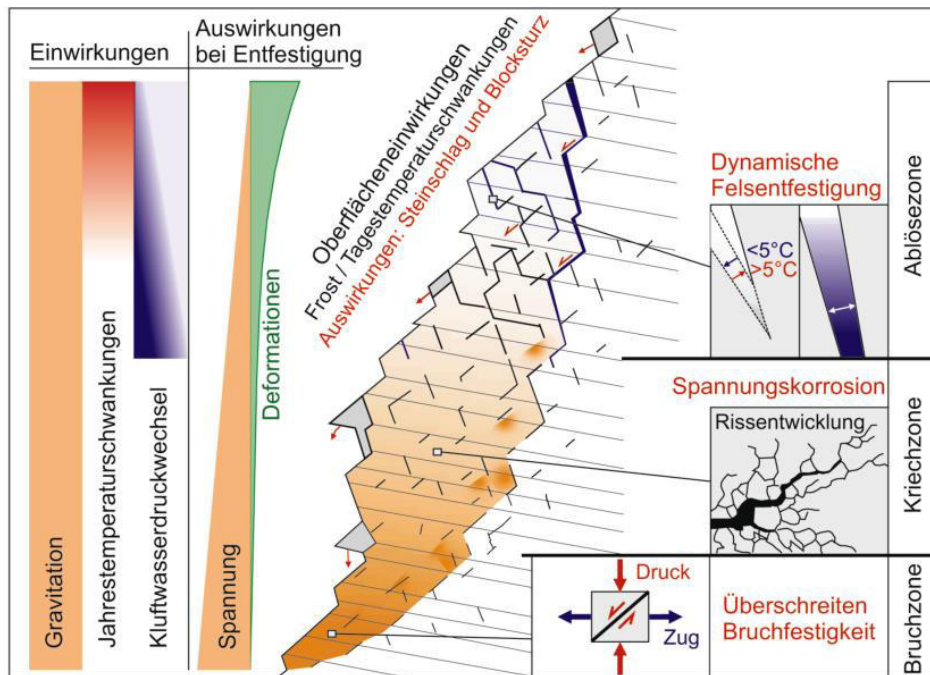 Einwirkungen
Auswirkungen
bei Entfestigung
Gravitation
Jahrestemperaturschwankungen
Kluftwasserdruckwechsel
Spannung
Deformationen
Oberflächeneinwirkungen
Frost / Tagestemperaturschwankungen
Auswirkungen: Steinschlag und Blocksturz
Dynamische
Felsentfestigung
<5°C
>5°C
Ablösezone
Spannungskorrosion
Rissentwicklung
Kriechzone
Druck
Zug
Überschreiten
Bruchfestigkeit
Bruchzone